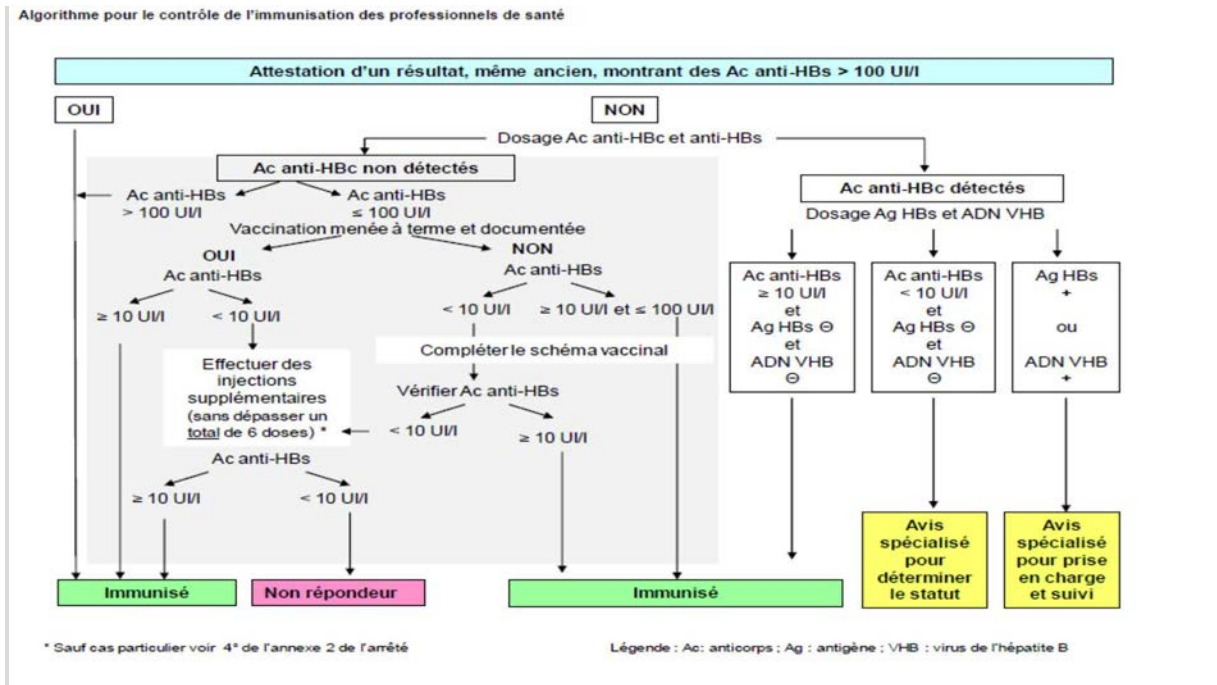 Algorithme pour le contrôle de l'immunisation des professionnels de santé
Attestation d'un résultat, même ancien, montrant des Ac anti-HBs > 100 UI/l
OUI
NON
Dosage Ac anti-HBc et anti-HBs
Ac anti-HBc non détectés
Ac anti-HBs
> 100 UI/l
Ac anti-HBs
≤ 100 UI/l
Vaccination menée à terme et documentée
OUI
Ac anti-HBs
≥ 10 UI/l
< 10 UI/l
NON
Ac anti-HBs
< 10 UI/l
≥ 10 UI/l et ≤ 100 UI/l
Effectuer des
injections
supplémentaires
(sans dépasser un
total de 6 doses) *
Compléter le schéma vaccinal
Vérifier Ac anti-HBs
< 10 UI/l
≥ 10 UI/l
Ac anti-HBs
≥ 10 UI/l
< 10 UI/l
Ac anti-HBc détectés
Dosage Ag HBs et ADN VHB
Ac anti-HBs
≥ 10 UI/l
et
Ag HBs ⊖
et
ADN VHB
⊖
Ac anti-HBs
< 10 UI/l
et
Ag HBs ⊖
et
ADN VHB
⊖
Ag HBs
+
ou
ADN VHB
+
Immunisé
Non répondeur
Immunisé
Avis
spécialisé
pour
déterminer
le statut
Avis
spécialisé
pour prise
en charge
et suivi
* Sauf cas particulier voir 4° de l'annexe 2 de l'arrêté
Légende : Ac: anticorps ; Ag : antigène ; VHB : virus de l'hépatite B